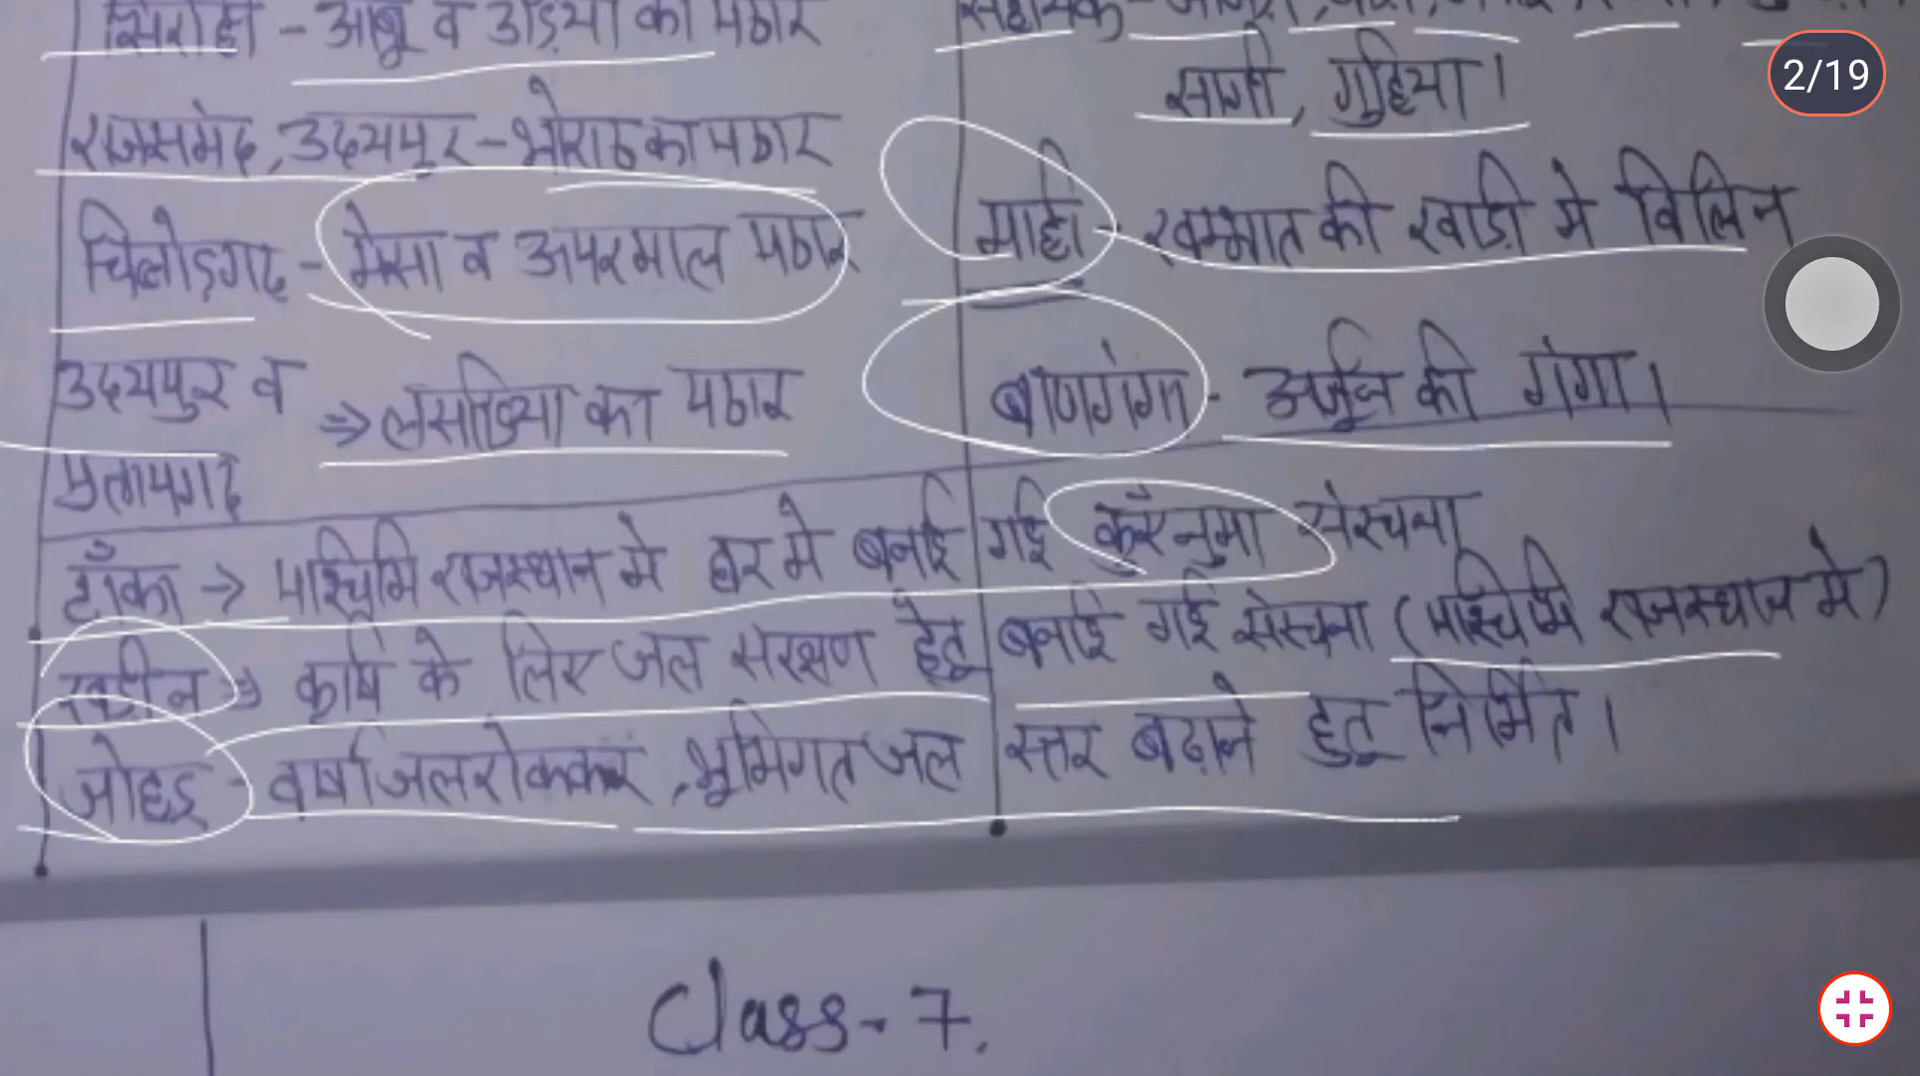 सिरोही - आबू व उड़िया का पठार
राजसमंद, उदयपुर - भोराठ का पठार
चित्तोड़गढ़ - मेसा व ऊपरमाल पठार
उदयपुर व
प्रतापगढ़
⇒ लसाडिया का पठार
सहायक -
सागी, गुहिया।
माही - खम्भात की खाड़ी मे विलिन
बाणगंगा - अर्जुन की गंगा।
टाँका → पश्चिमि राजस्थान मे घर मे बनाई गई कुएँनुमा संरचना
खडीन ⇒ कृषि के लिए जल संरक्षण हेतु बनाई गई संरचना (पश्चिमि राजस्थान मे)
जोहड़ - वर्षा जल रोककर, भूमिगत जल स्तर बढाने हेतु निर्मित।
Class - 7.
2/19